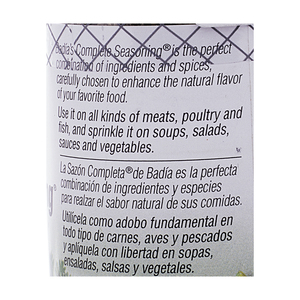 Badia's Complete Seasoning® is the perfect
combination of ingredients and spices,
carefully chosen to enhance the natural flavor
of your favorite food.
Use it on all kinds of meats, poultry and
fish, and sprinkle it on soups, salads,
sauces and vegetables.
La Sazón Completa® de Badía es la perfecta
combinación de ingredientes y especies
para realzar el sabor natural de sus comidas.
Utilícela como adobo fundamental en
todo tipo de carnes, aves y pescados
y aplíquela con libertad en sopas,
ensaladas, salsas y vegetales.